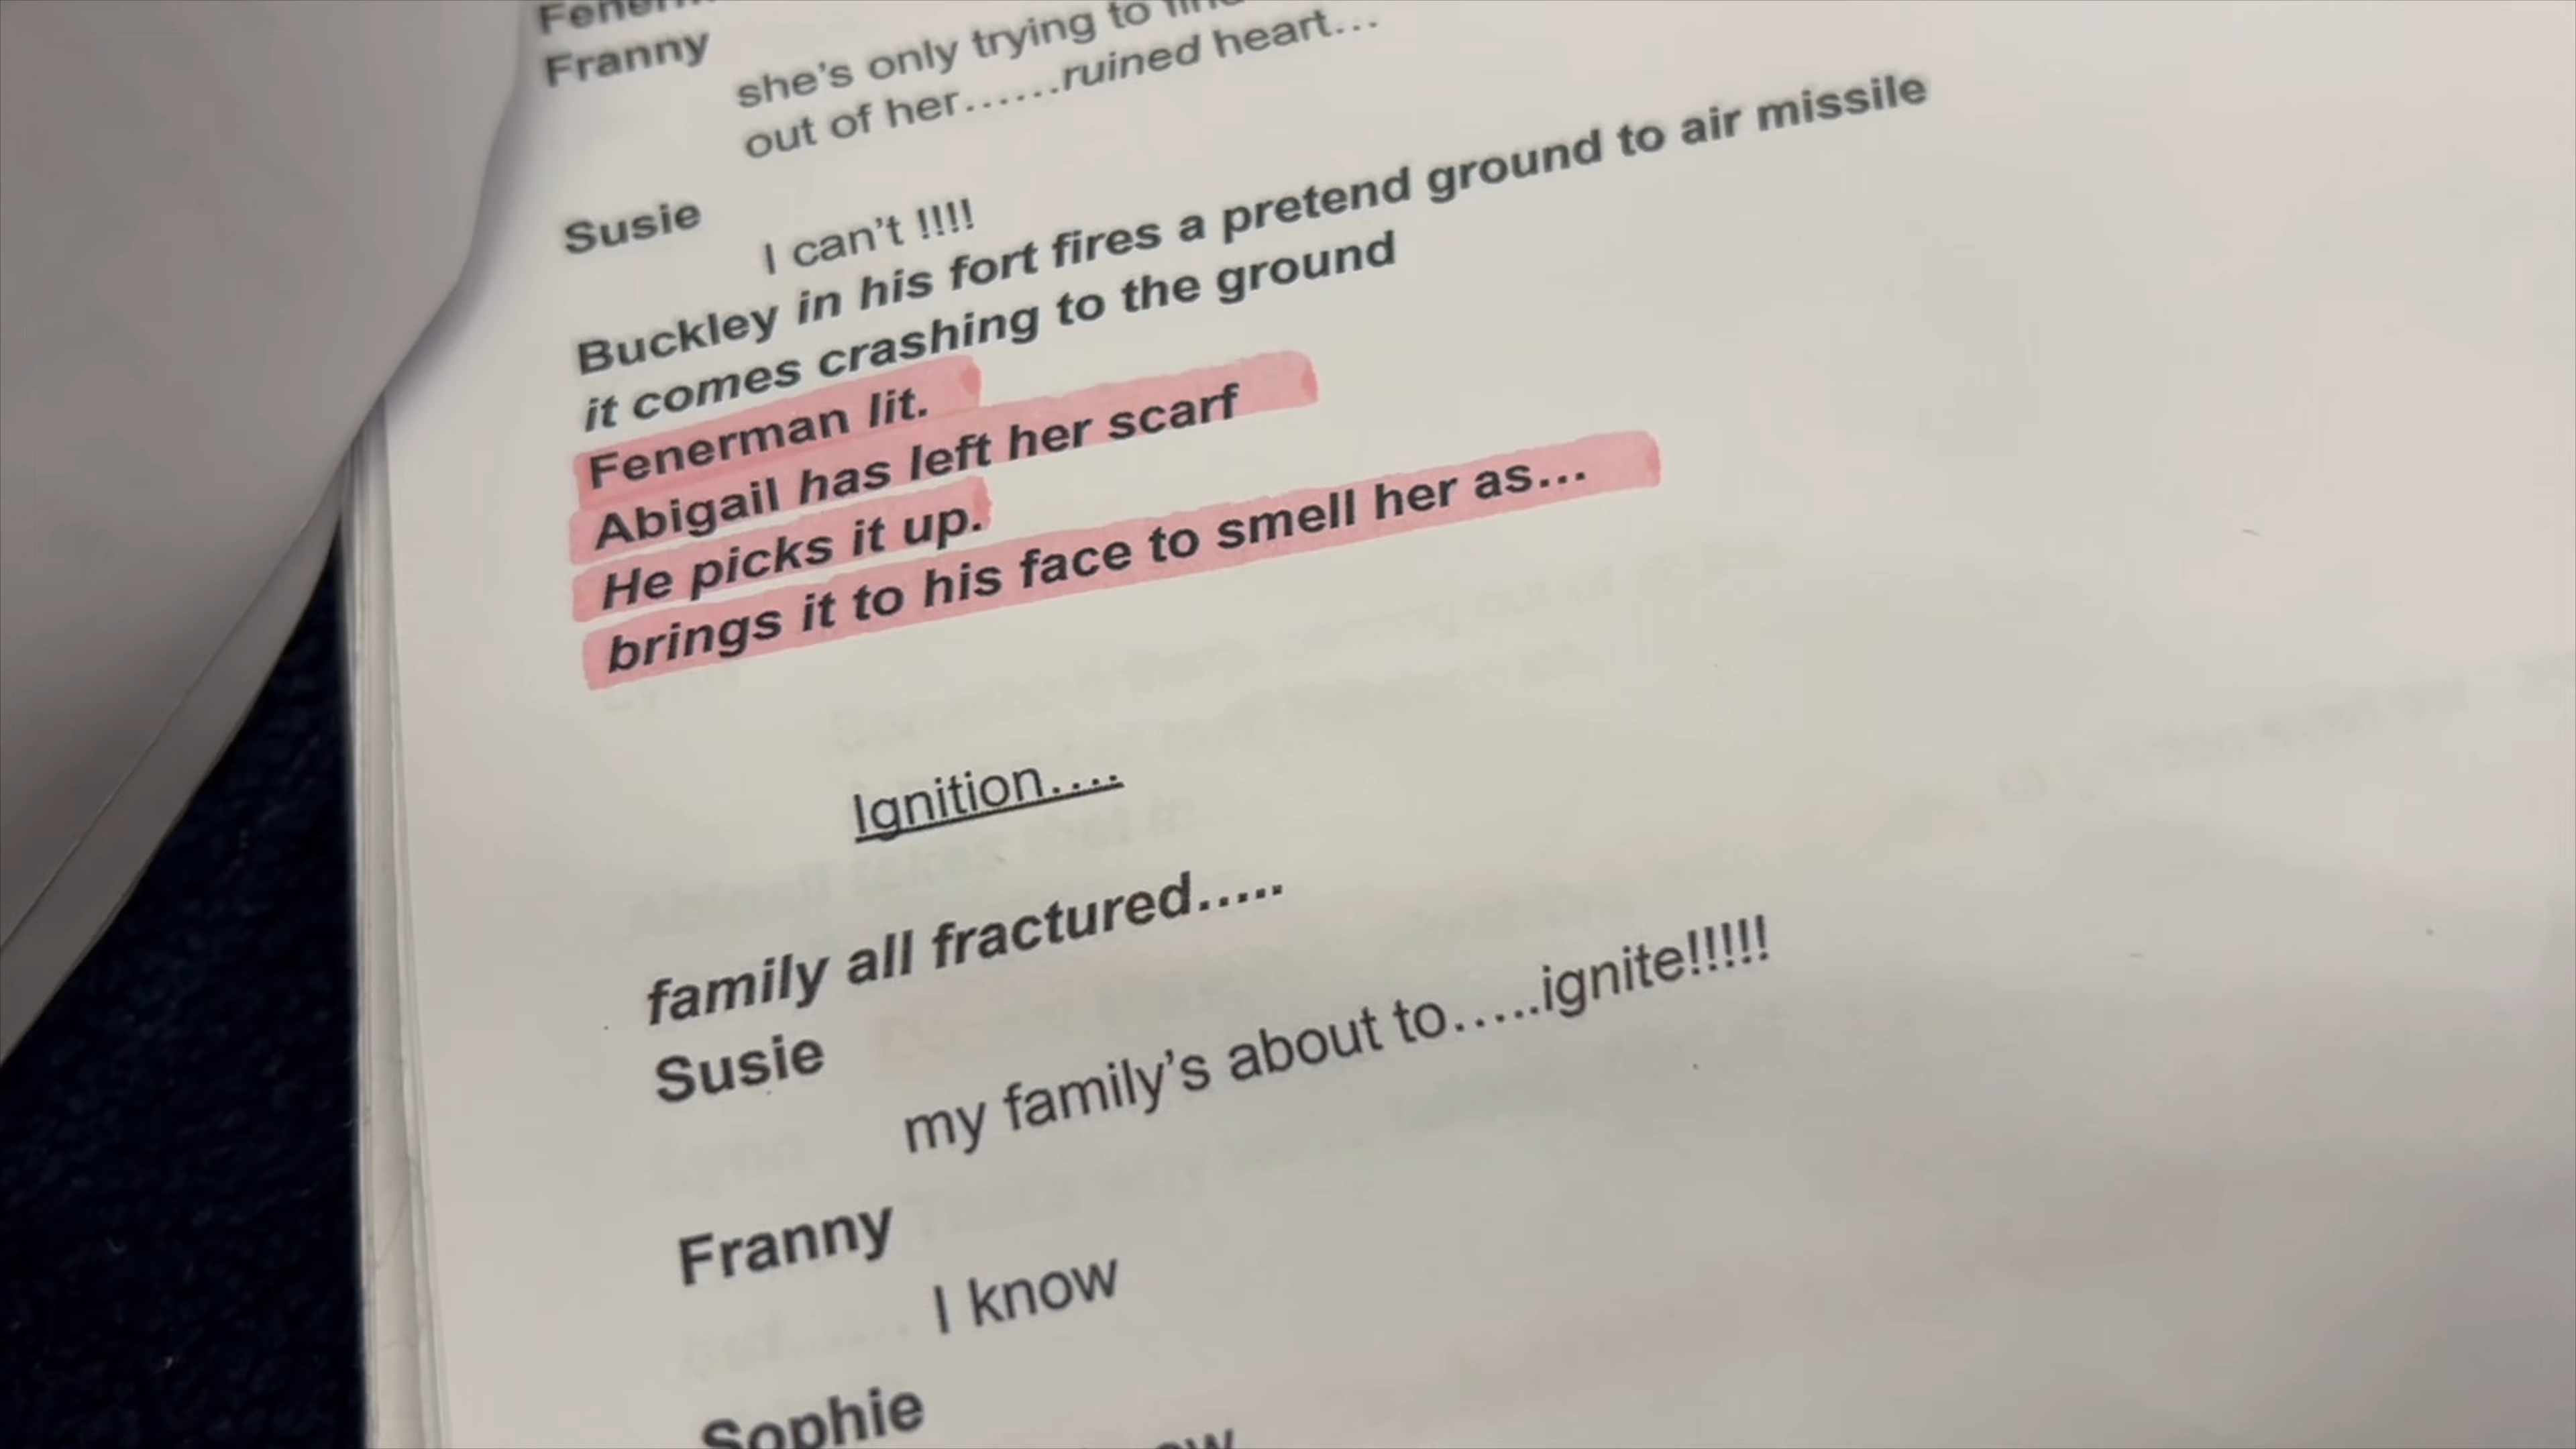 Franny
she's only trying to
out of her......ruined heart...
Susie
I can't !!!!
Buckley in his fort fires a pretend ground to air missile
it comes crashing to the ground
Fenerman lit.
Abigail has left her scarf
He picks it up.
brings it to his face to smell her as...
Ignition....
family all fractured.....
Susie
my family's about to.....ignite!!!!!
Franny
I know
Sophie